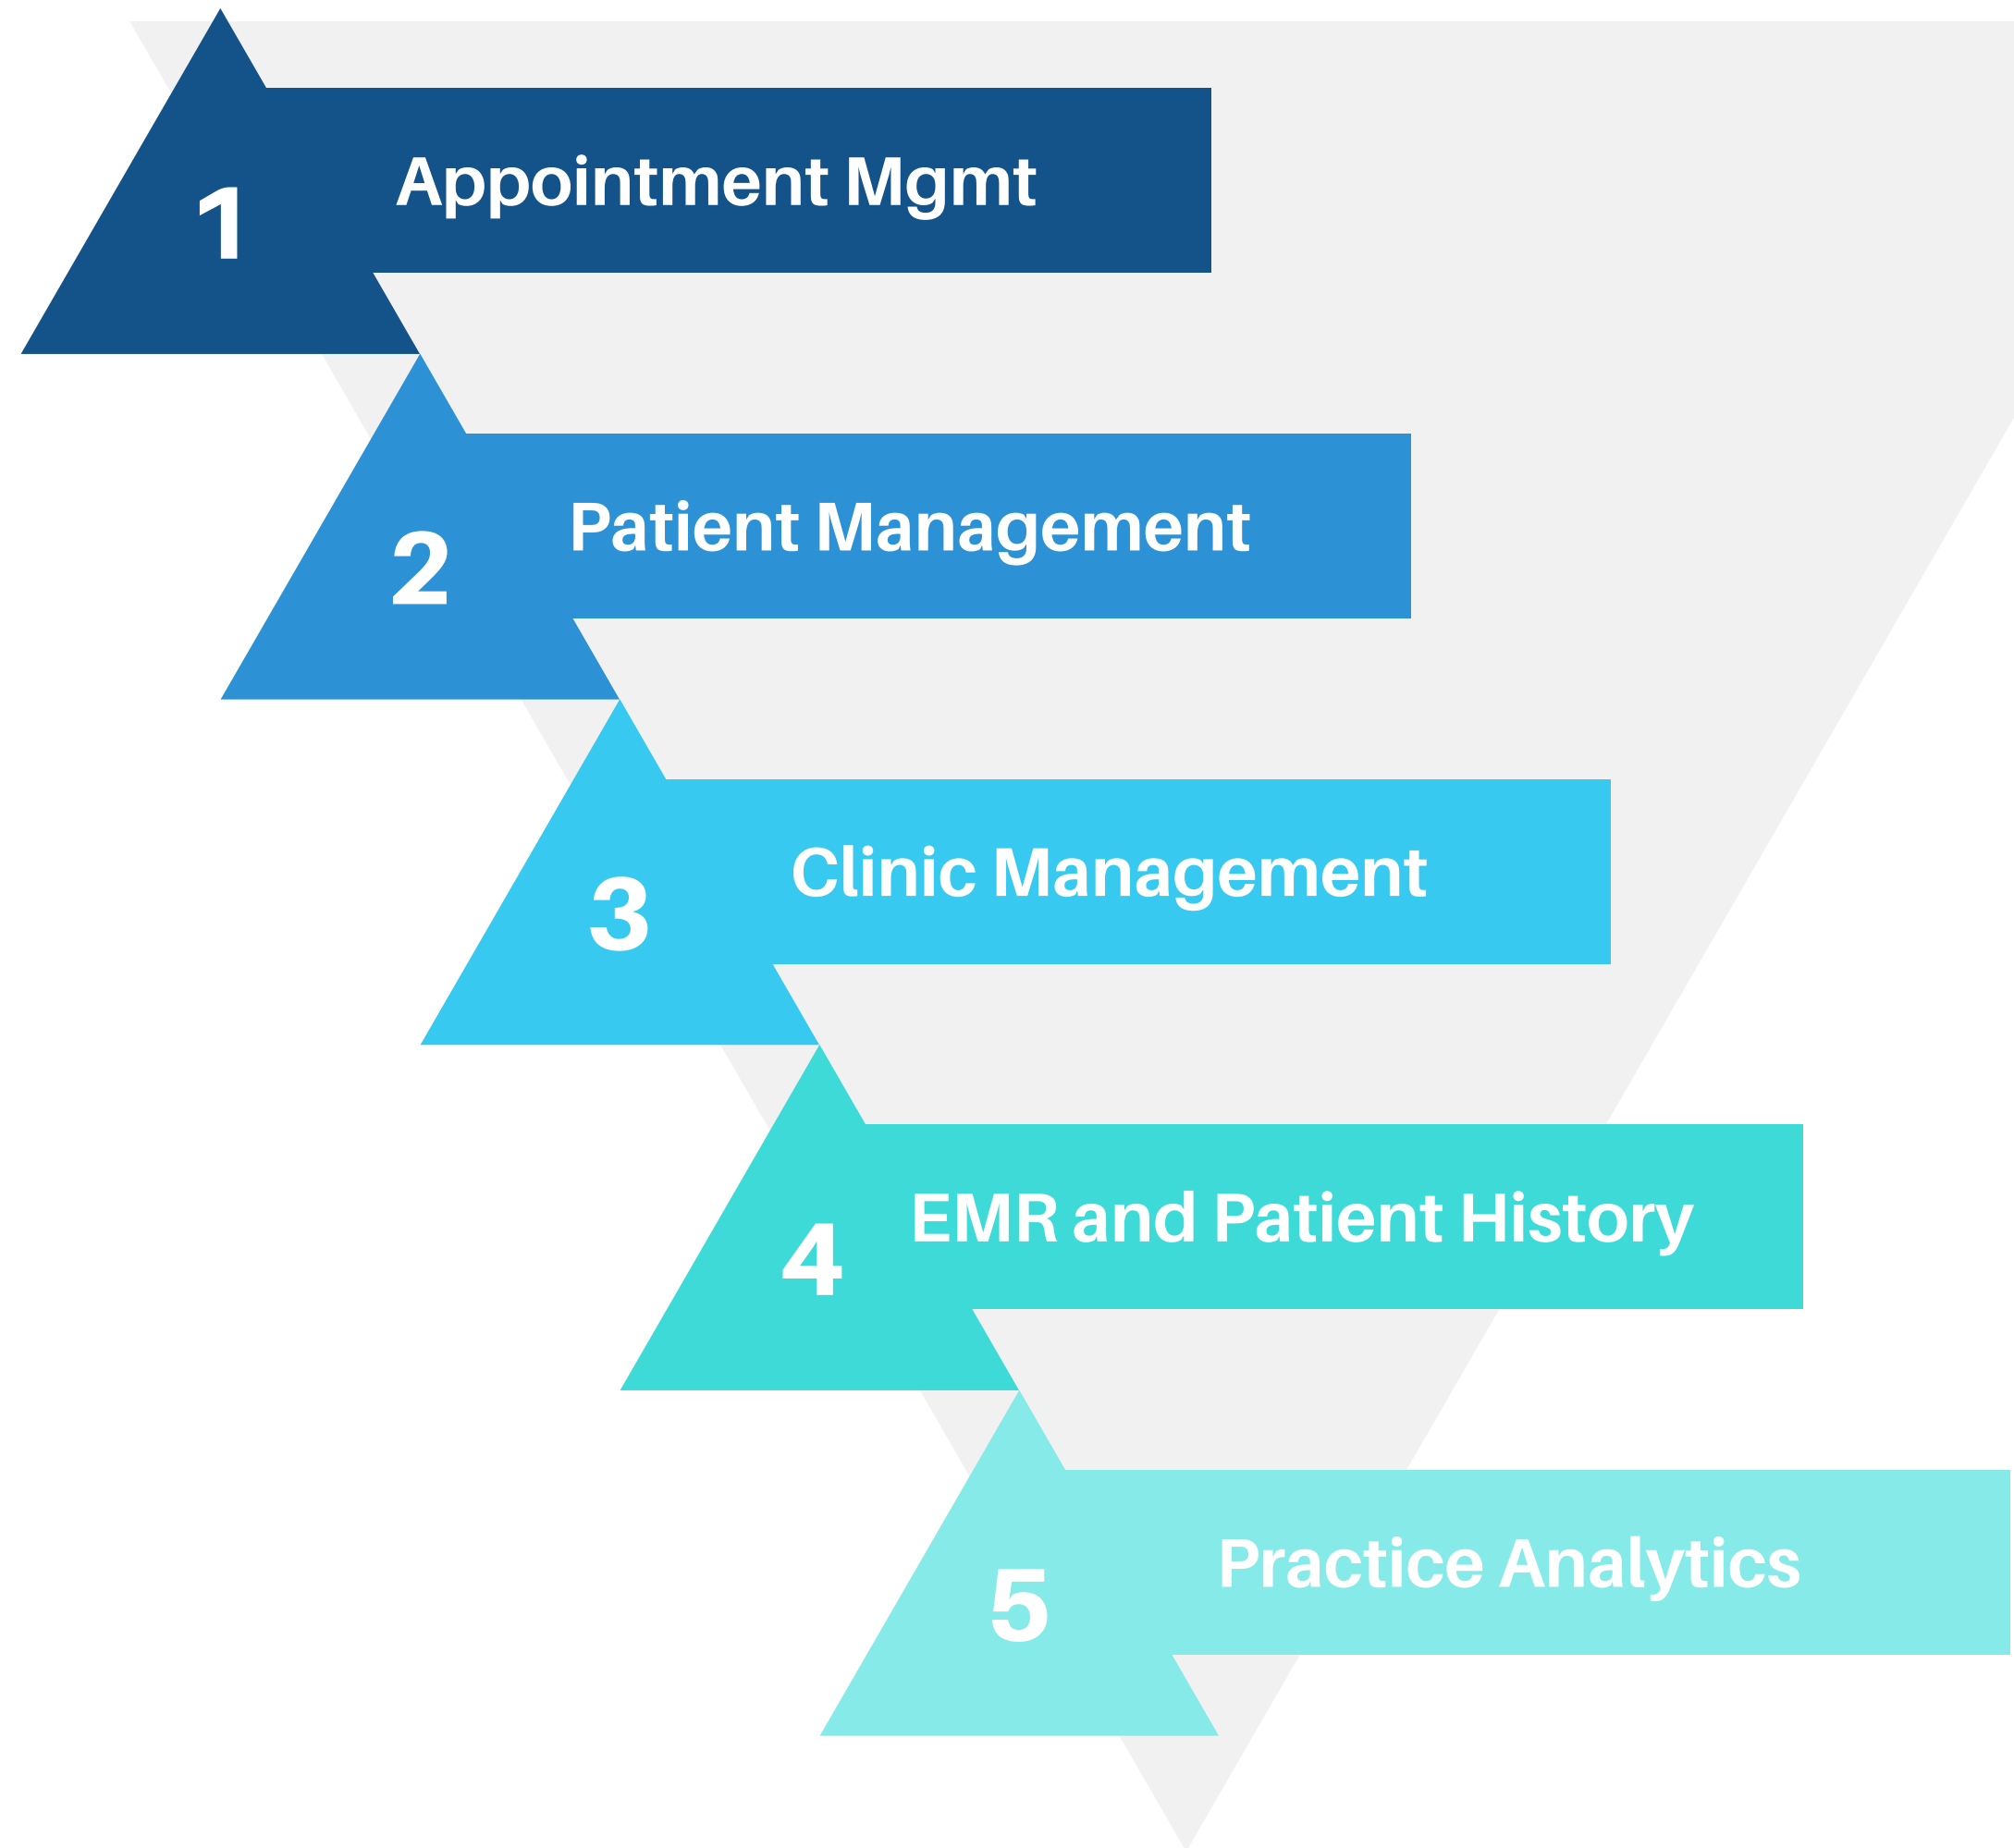 1
Appointment Mgmt
2
Patient Management
3
Clinic Management
4
EMR and Patient History
5
Practice Analytics